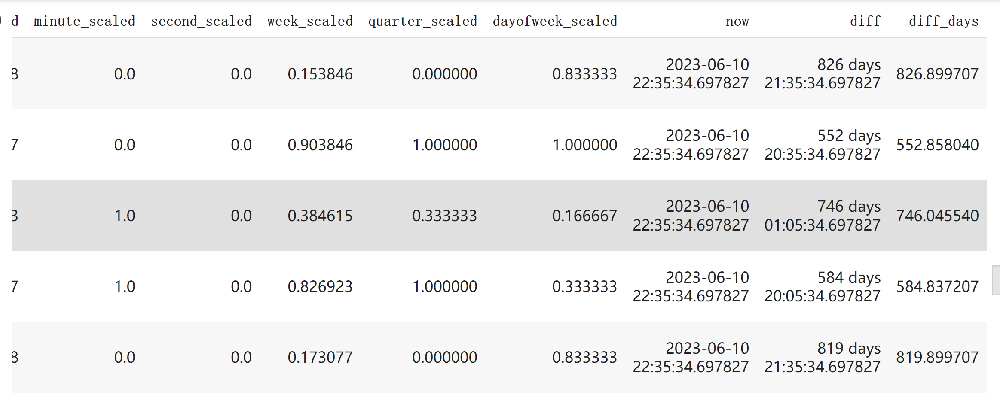 d minute_scaled second_scaled week_scaled quarter_scaled dayofweek_scaled now diff diff_days
8 0.0 0.0 0.153846 0.000000 0.833333 2023-06-10 22:35:34.697827 826 days 21:35:34.697827 826.899707
7 0.0 0.0 0.903846 1.000000 1.000000 2023-06-10 22:35:34.697827 552 days 20:35:34.697827 552.858040
3 1.0 0.0 0.384615 0.333333 0.166667 2023-06-10 22:35:34.697827 746 days 01:05:34.697827 746.045540
7 1.0 0.0 0.826923 1.000000 0.333333 2023-06-10 22:35:34.697827 584 days 20:05:34.697827 584.837207
8 0.0 0.0 0.173077 0.000000 0.833333 2023-06-10 22:35:34.697827 819 days 21:35:34.697827 819.899707